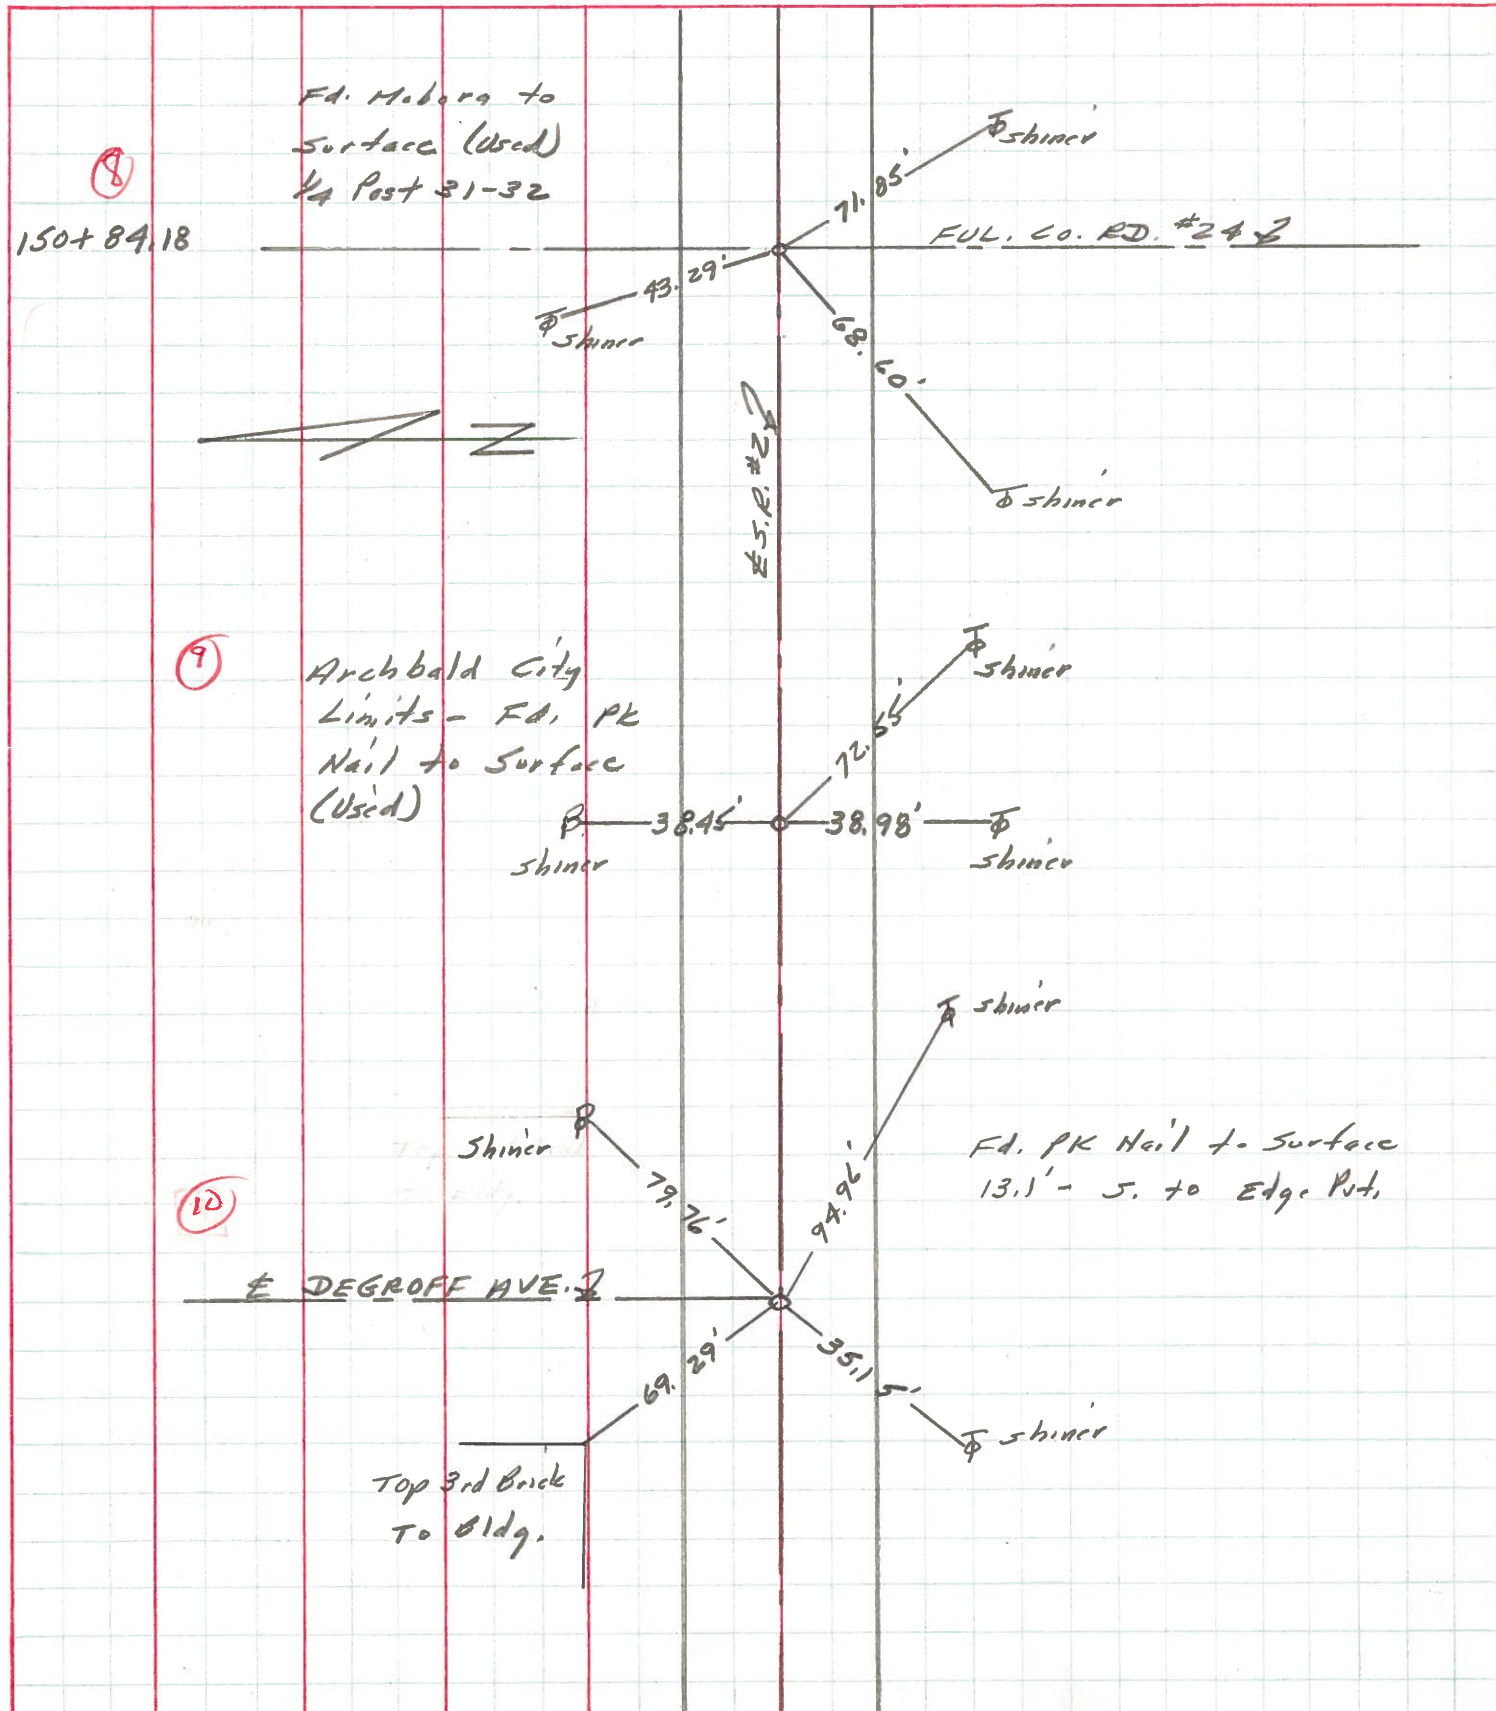 Fd. Mobora to
Surface (Used)
1/4 Post 31-32
8
150+84.18
shiner
71.85'
FUL. CO. RD. #24
43.29'
shiner
68.60'
shiner
N
S.R. #2
9
Archbald City
Limits - Fd. PK
Nail to Surface
(Used)
shiner
72.55'
38.45'
38.98'
shiner
shiner
shiner
shiner
79.76'
94.96'
Fd. PK Nail to Surface
13.1' - S. to Edge Pvt.
10
℄ DEGROFF AVE.
69.29'
35.15'
shiner
Top 3rd Brick
To Bldg.